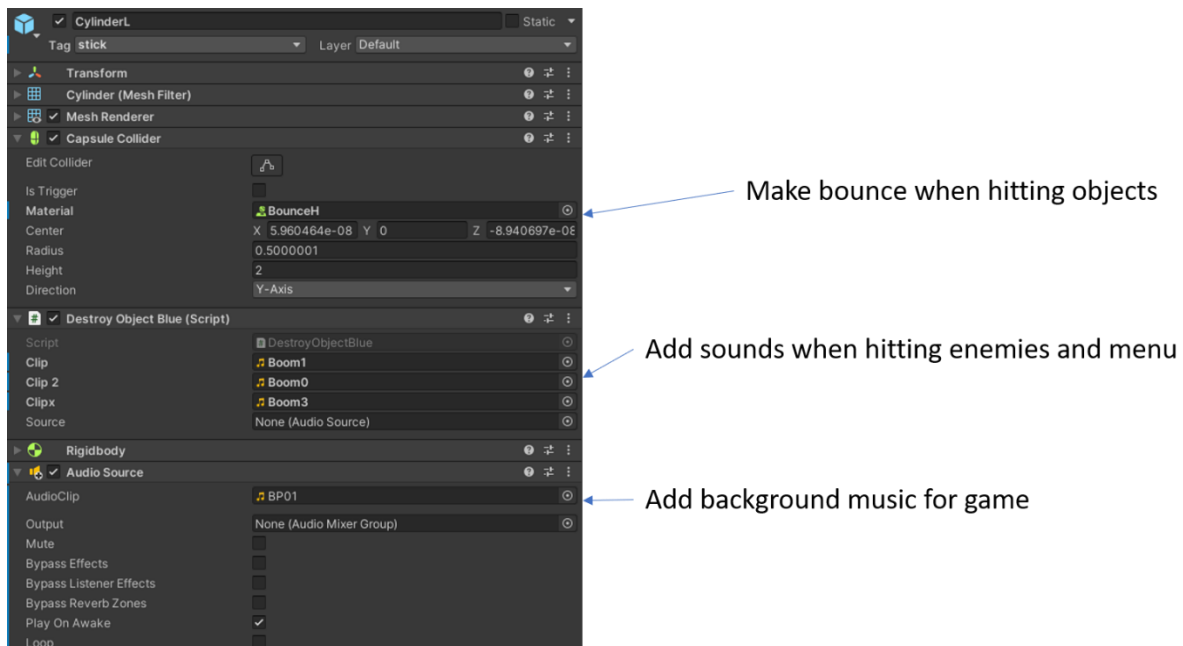 CylinderL Static
Tag stick Layer Default
Transform
Cylinder (Mesh Filter)
Mesh Renderer
Capsule Collider
Edit Collider
Is Trigger
Make bounce when hitting objects
Material BounceH
Center X 5.960464e-08 Y 0 Z -8.940697e-08
Radius 0.5000001
Height 2
Direction Y-Axis
Destroy Object Blue (Script)
Script DestroyObjectBlue
Add sounds when hitting enemies and menu
Clip Boom1
Clip 2 Boom0
Clipx Boom3
Source None (Audio Source)
Rigidbody
Audio Source
AudioClip BP01
Add background music for game
Output None (Audio Mixer Group)
Mute
Bypass Effects
Bypass Listener Effects
Bypass Reverb Zones
Play On Awake
Loop